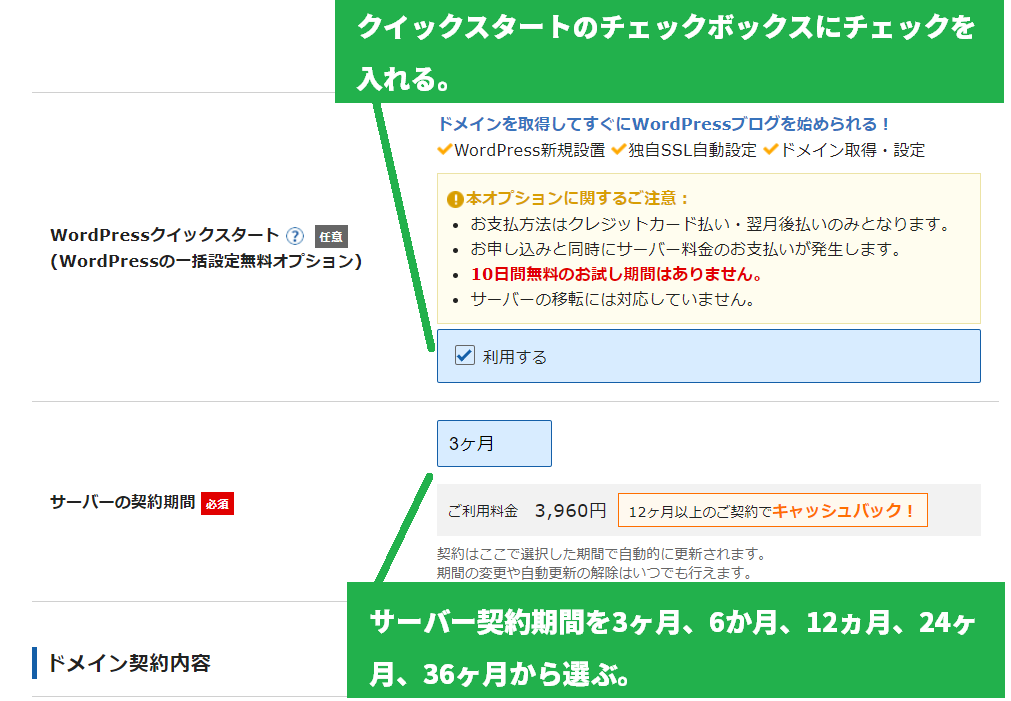 クイックスタートのチェックボックスにチェックを
入れる。
ドメインを取得してすぐにWordPressブログを始められる！
WordPress新規設置 独自SSL自動設定 ドメイン取得・設定
WordPressクイックスタート ? 任意
(WordPressの一括設定無料オプション)
本オプションに関するご注意：
お支払方法はクレジットカード払い・翌月後払いのみとなります。
お申し込みと同時にサーバー料金のお支払いが発生します。
10日間無料のお試し期間はありません。
サーバーの移転には対応していません。
利用する
サーバーの契約期間 必須
3ケ月
ご利用料金 3,960円 12ヶ月以上のご契約でキャッシュバック！
契約はここで選択した期間で自動的に更新されます。
期間の変更や自動更新の解除はいつでも行えます。
サーバー契約期間を3ヶ月、6か月、12ヵ月、24ケ
月、36ヶ月から選ぶ。
ドメイン契約内容